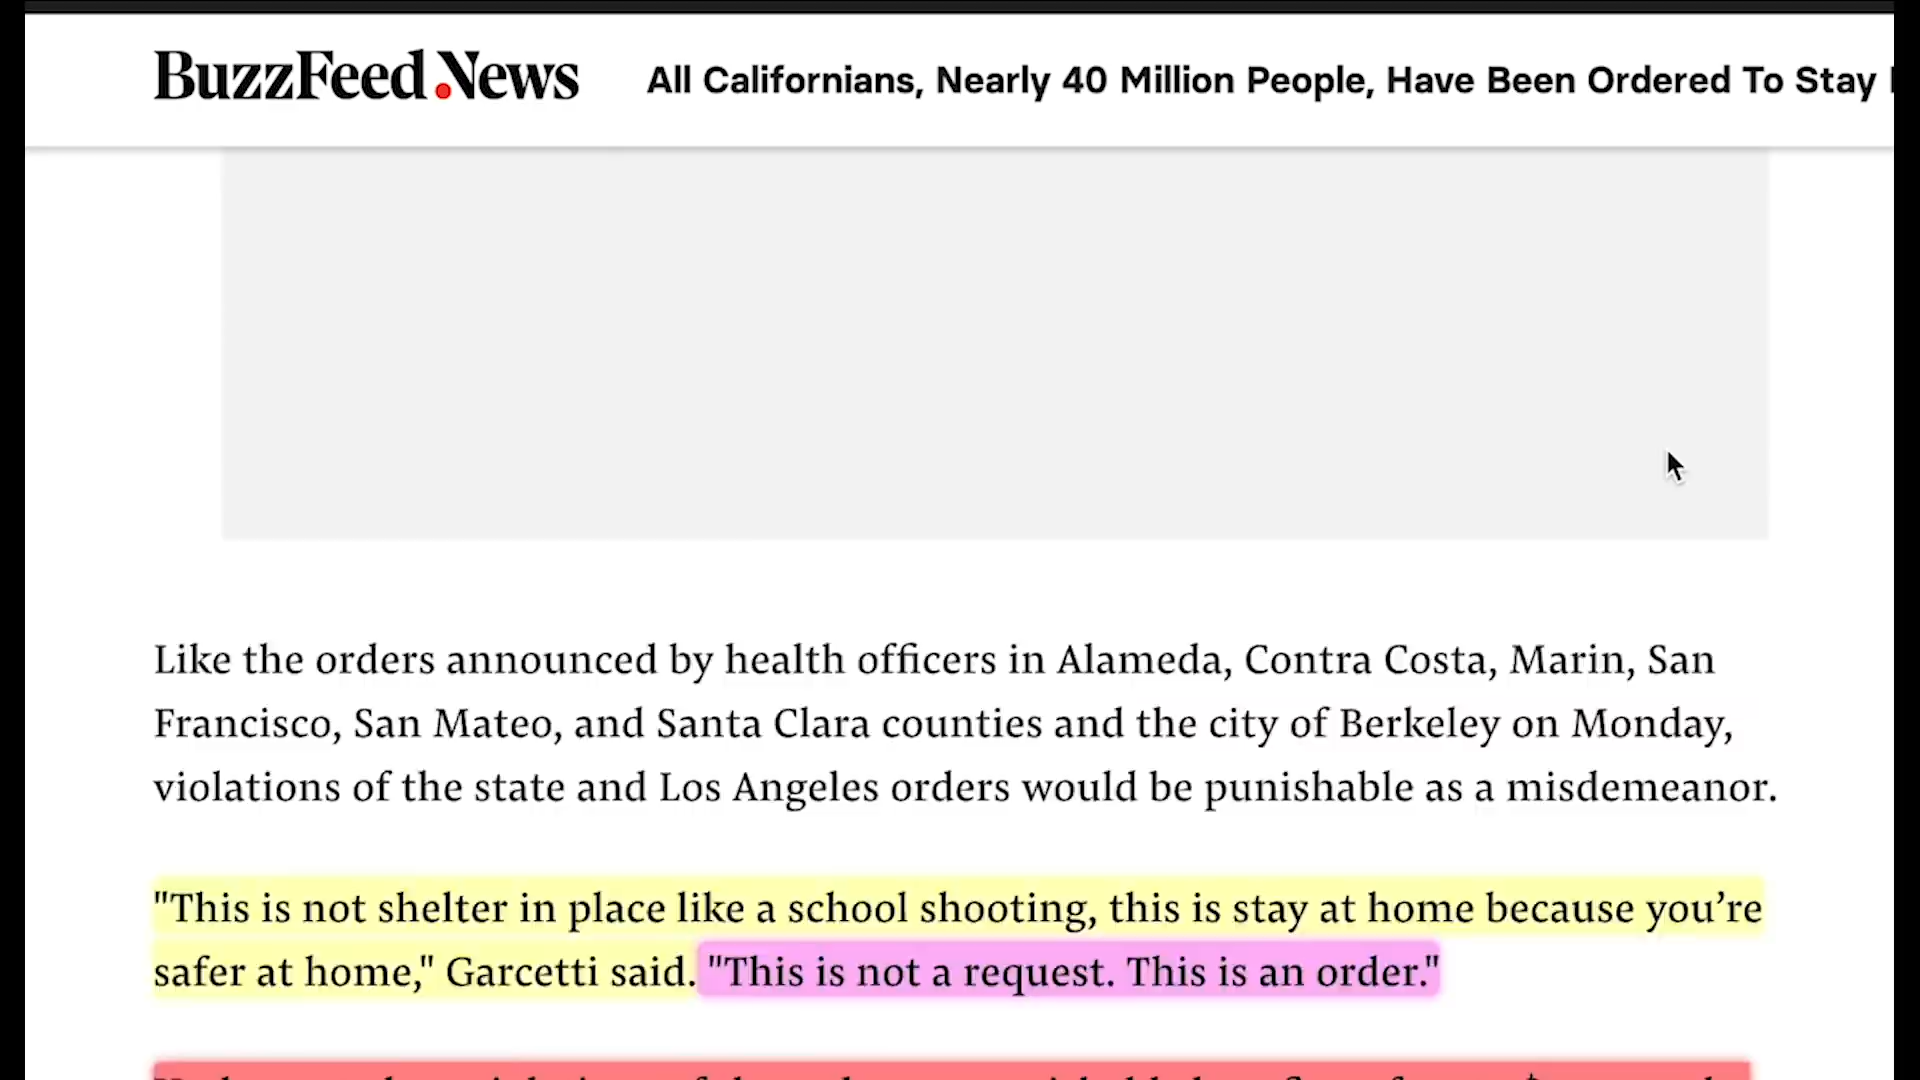 BuzzFeed News
All Californians, Nearly 40 Million People, Have Been Ordered To Stay
Like the orders announced by health officers in Alameda, Contra Costa, Marin, San
Francisco, San Mateo, and Santa Clara counties and the city of Berkeley on Monday,
violations of the state and Los Angeles orders would be punishable as a misdemeanor.
"This is not shelter in place like a school shooting, this is stay at home because you’re
safer at home," Garcetti said. "This is not a request. This is an order."